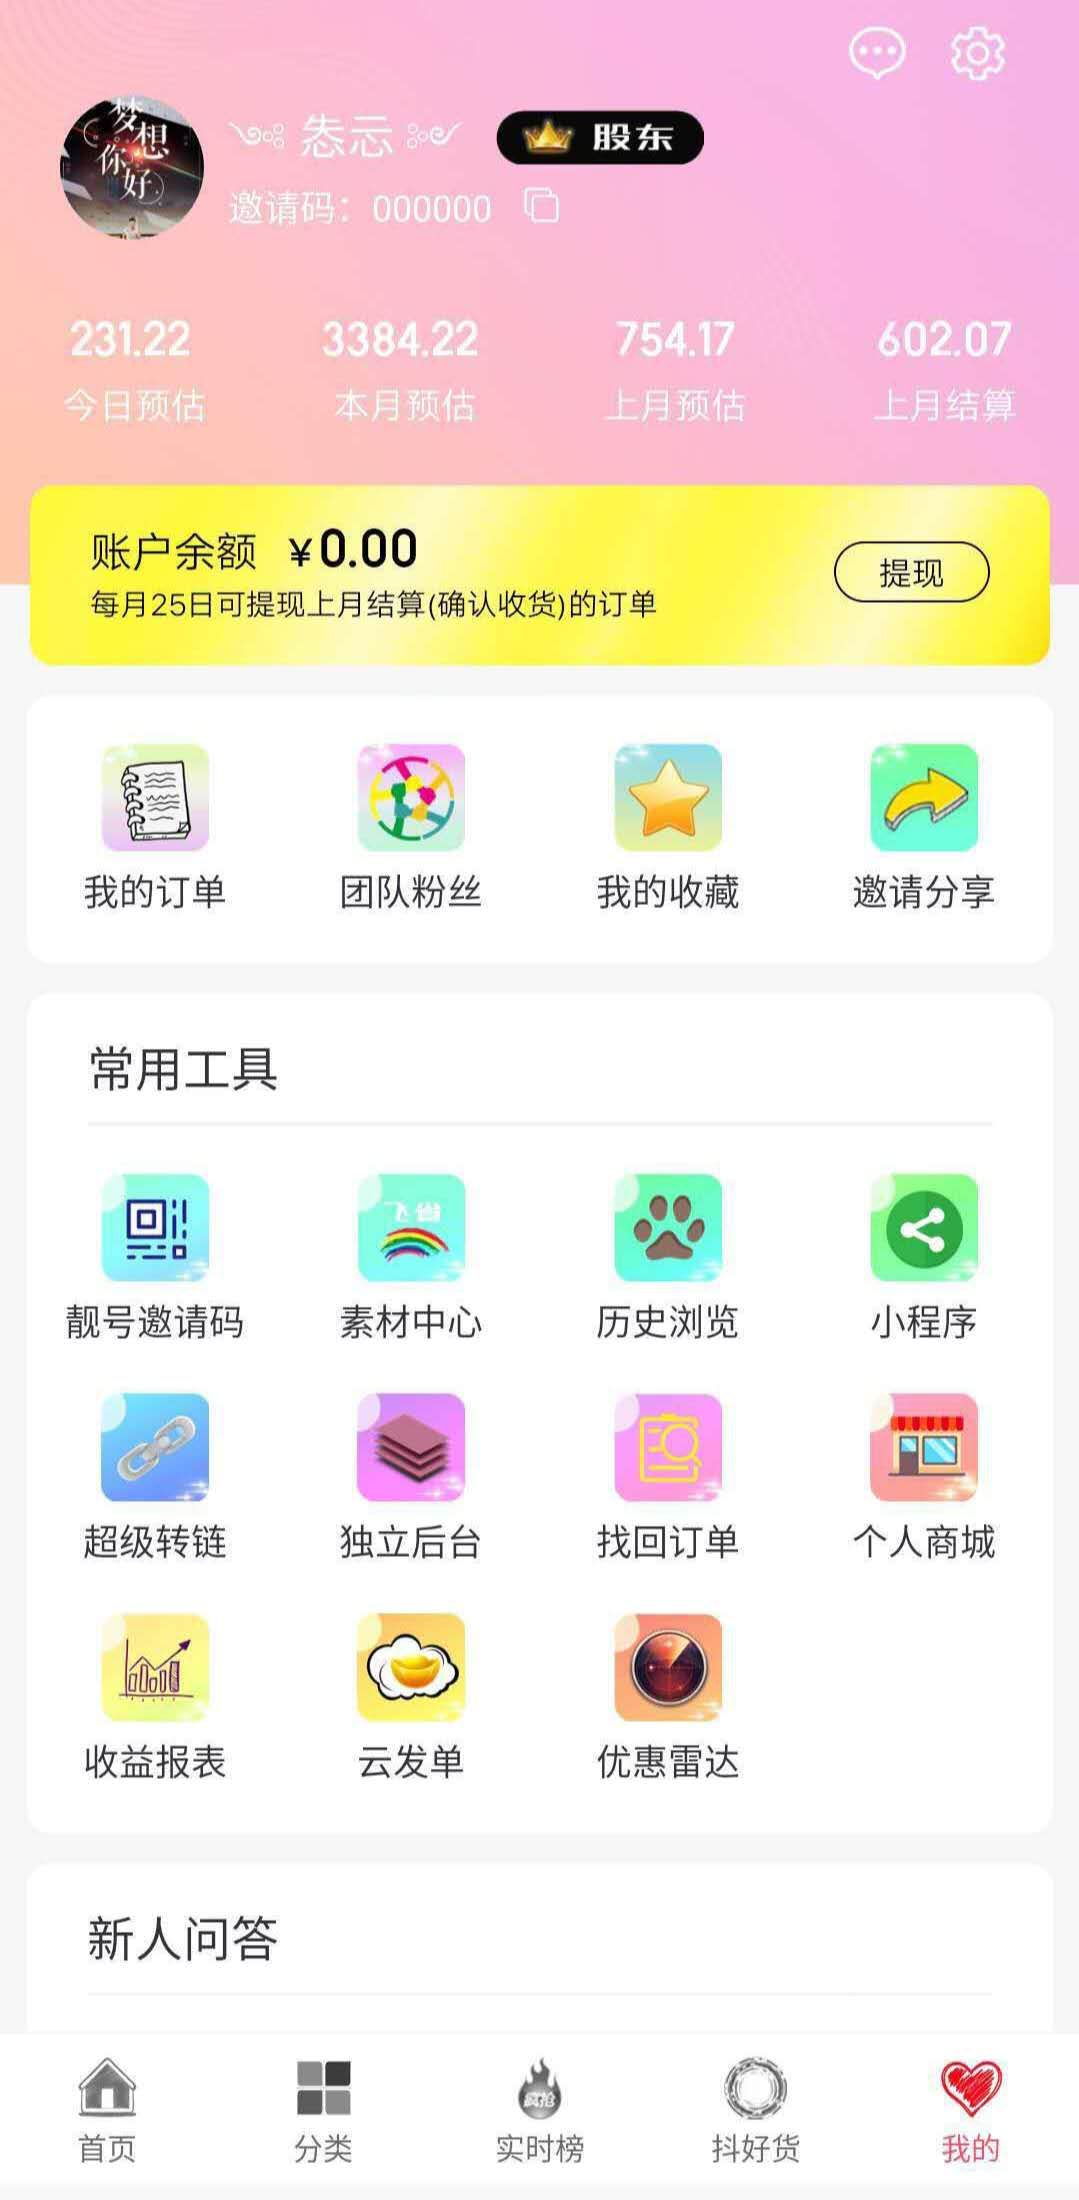 梦想
你好
༺ 㤅忈 ༻ 股东
邀请码：000000
231.22 3384.22 754.17 602.07
今日预估 本月预估 上月预估 上月结算
账户余额 ¥0.00
提现
每月25日可提现上月结算(确认收货)的订单
我的订单 团队粉丝 我的收藏 邀请分享
常用工具
飞省
靓号邀请码 素材中心 历史浏览 小程序
超级转链 独立后台 找回订单 个人商城
收益报表 云发单 优惠雷达
新人问答
疯抢
首页 分类 实时榜 抖好货 我的